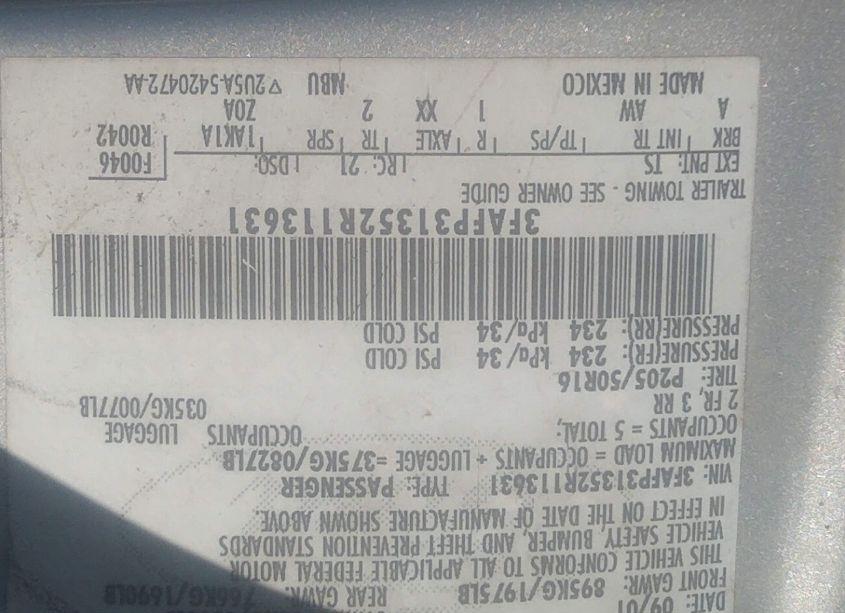 09/01
FRONT GAWR: 895KG/1975LB REAR GAWR: 766KG/1690LB
THIS VEHICLE CONFORMS TO ALL APPLICABLE FEDERAL MOTOR
VEHICLE SAFETY, BUMPER, AND THEFT PREVENTION STANDARDS
IN EFFECT ON THE DATE OF MANUFACTURE SHOWN ABOVE.
VIN: 3FAFP31352R113631 TYPE: PASSENGER
MAXIMUM LOAD = OCCUPANTS + LUGGAGE =375KG/0827LB
OCCUPANTS = 5 TOTAL; OCCUPANTS LUGGAGE
2 FR, 3 RR 035KG/0077LB
TIRE: P205/50R16
PRESSURE(FR): 234 kPa/34 PSI COLD
PRESSURE(RR): 234 kPa/34 PSI COLD
3FAFP31352R113631
TRAILER TOWING - SEE OWNER GUIDE
EXT PNT: TS RC: 21 DSO: F0046
BRK INT TR TP/PS R AXLE TR SPR 1AK1A R0042
A AW 1 XX 2 Z0A
MADE IN MEXICO MBU ▽2U5A-5420472-AA